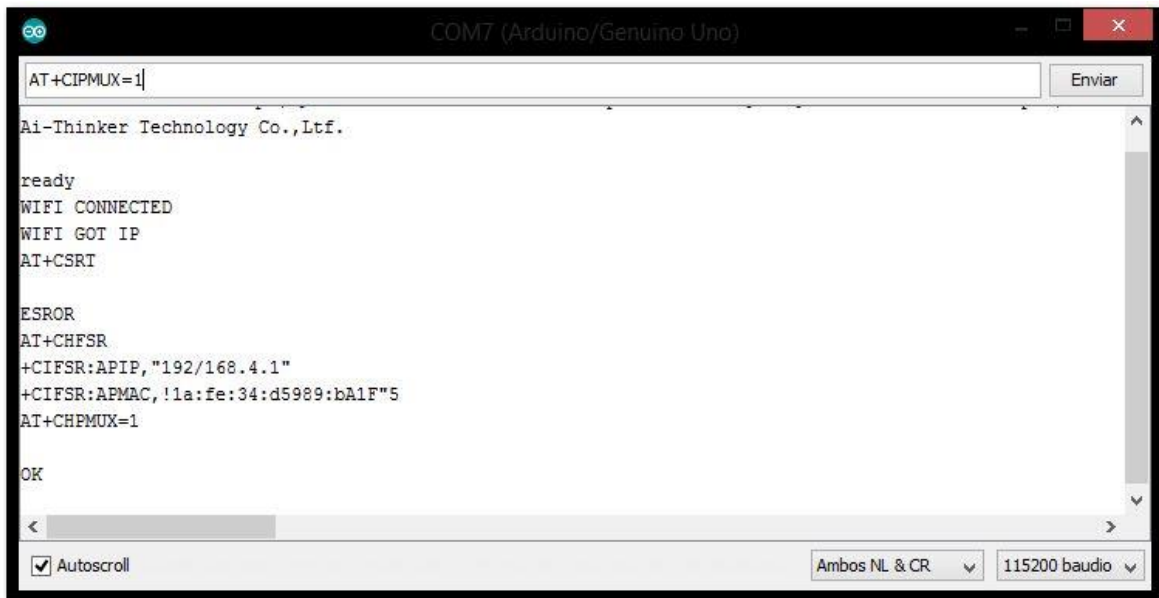 COM7 (Arduino/Genuino Uno)
AT+CIPMUX=1
Enviar
Ai-Thinker Technology Co.,Ltf.
ready
WIFI CONNECTED
WIFI GOT IP
AT+CSRT
ESROR
AT+CHFSR
+CIFSR:APIP,"192/168.4.1"
+CIFSR:APMAC,!1a:fe:34:d5989:bA1F"5
AT+CHPMUX=1
OK
Autoscroll
Ambos NL & CR
115200 baudio